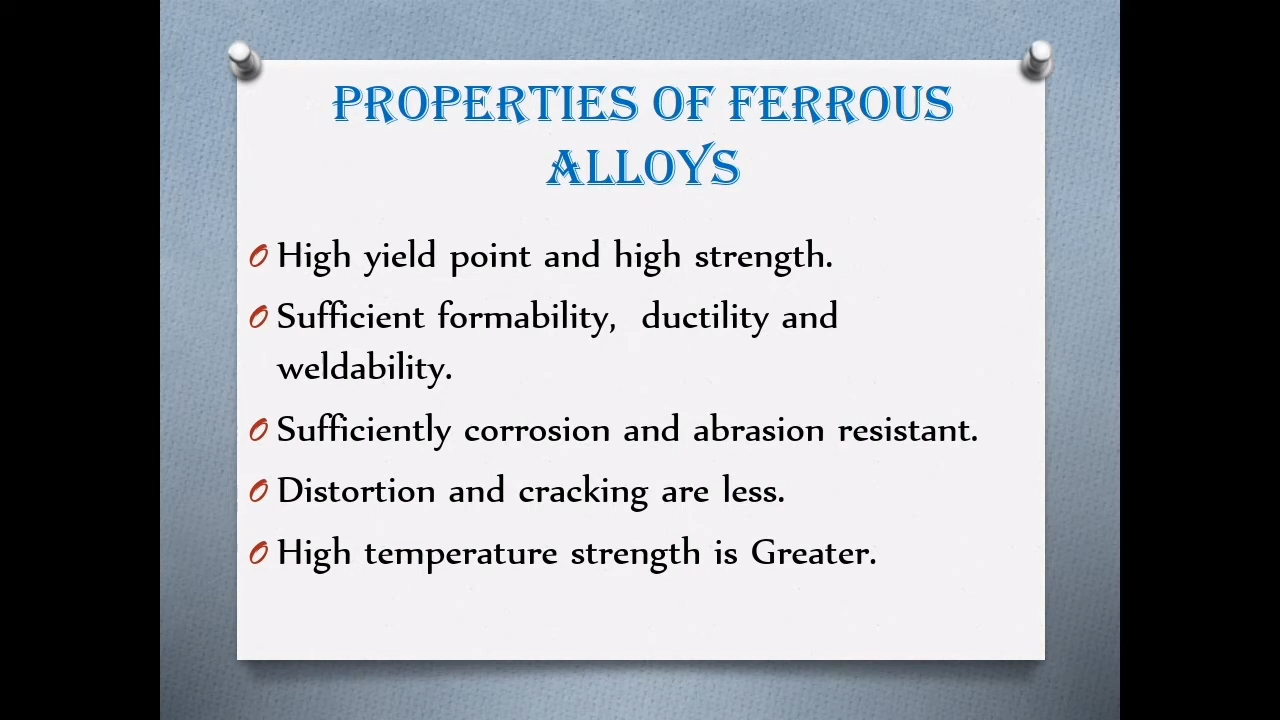 PROPERTIES OF FERROUS
ALLOYS
High yield point and high strength.
Sufficient formability, ductility and
weldability.
Sufficiently corrosion and abrasion resistant.
Distortion and cracking are less.
High temperature strength is Greater.